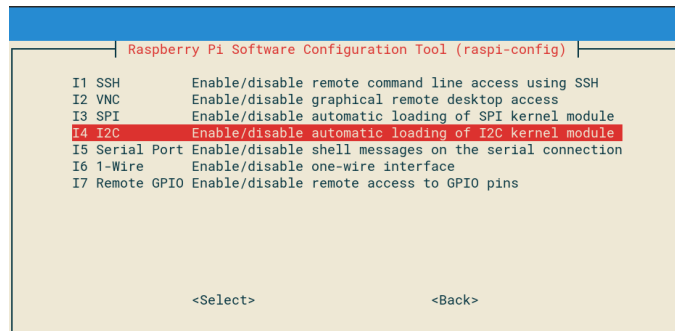 Raspberry Pi Software Configuration Tool (raspi-config)
I1 SSH Enable/disable remote command line access using SSH
I2 VNC Enable/disable graphical remote desktop access
I3 SPI Enable/disable automatic loading of SPI kernel module
I4 I2C Enable/disable automatic loading of I2C kernel module
I5 Serial Port Enable/disable shell messages on the serial connection
I6 1-Wire Enable/disable one-wire interface
I7 Remote GPIO Enable/disable remote access to GPIO pins
<Select> <Back>